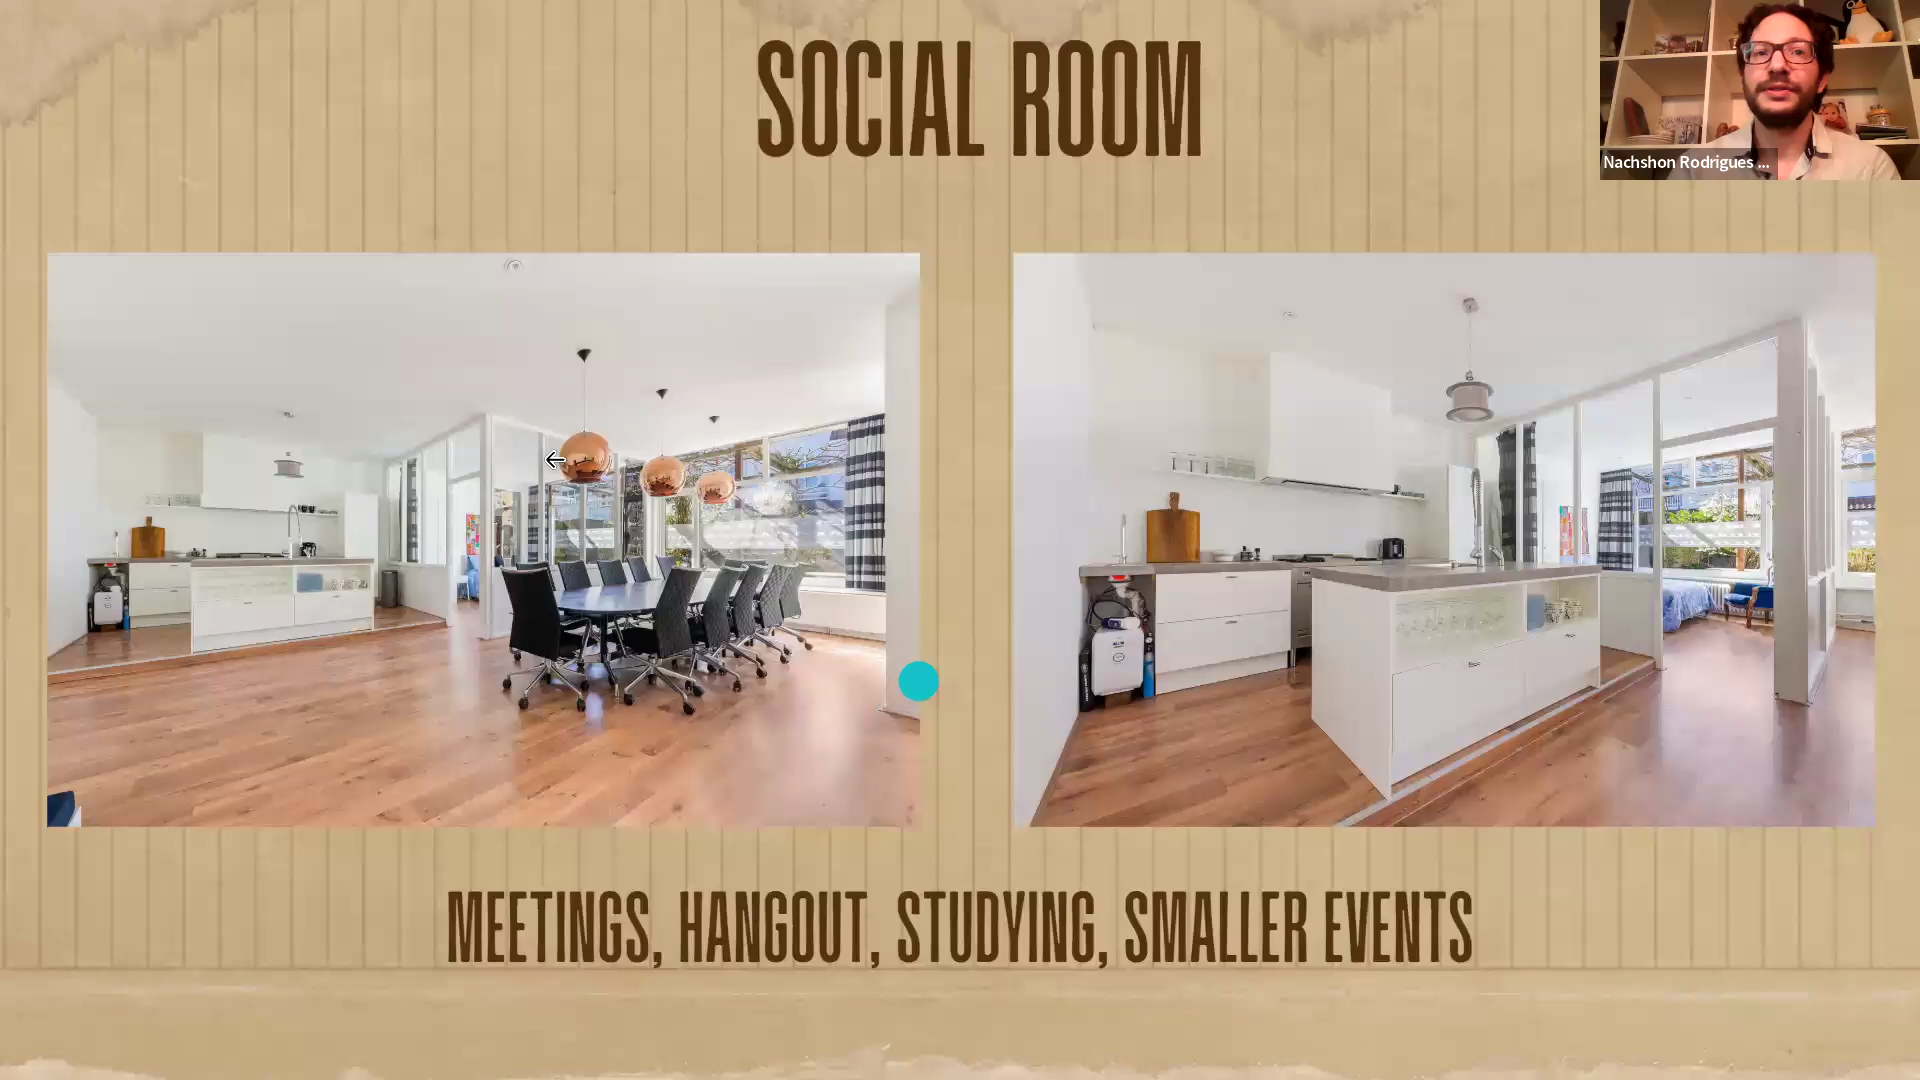 SOCIAL ROOM
Nachshon Rodrigues ...
MEETINGS, HANGOUT, STUDYING, SMALLER EVENTS